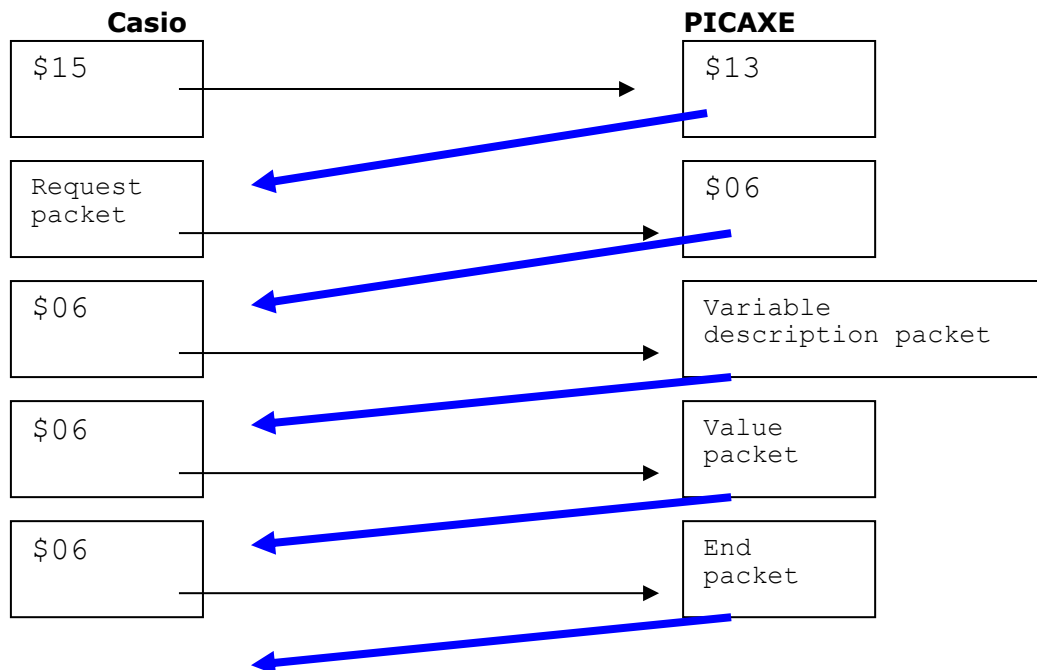 Casio PICAXE
$15 $13
Request
packet
$06
$06 Variable
description packet
$06 Value
packet
$06 End
packet